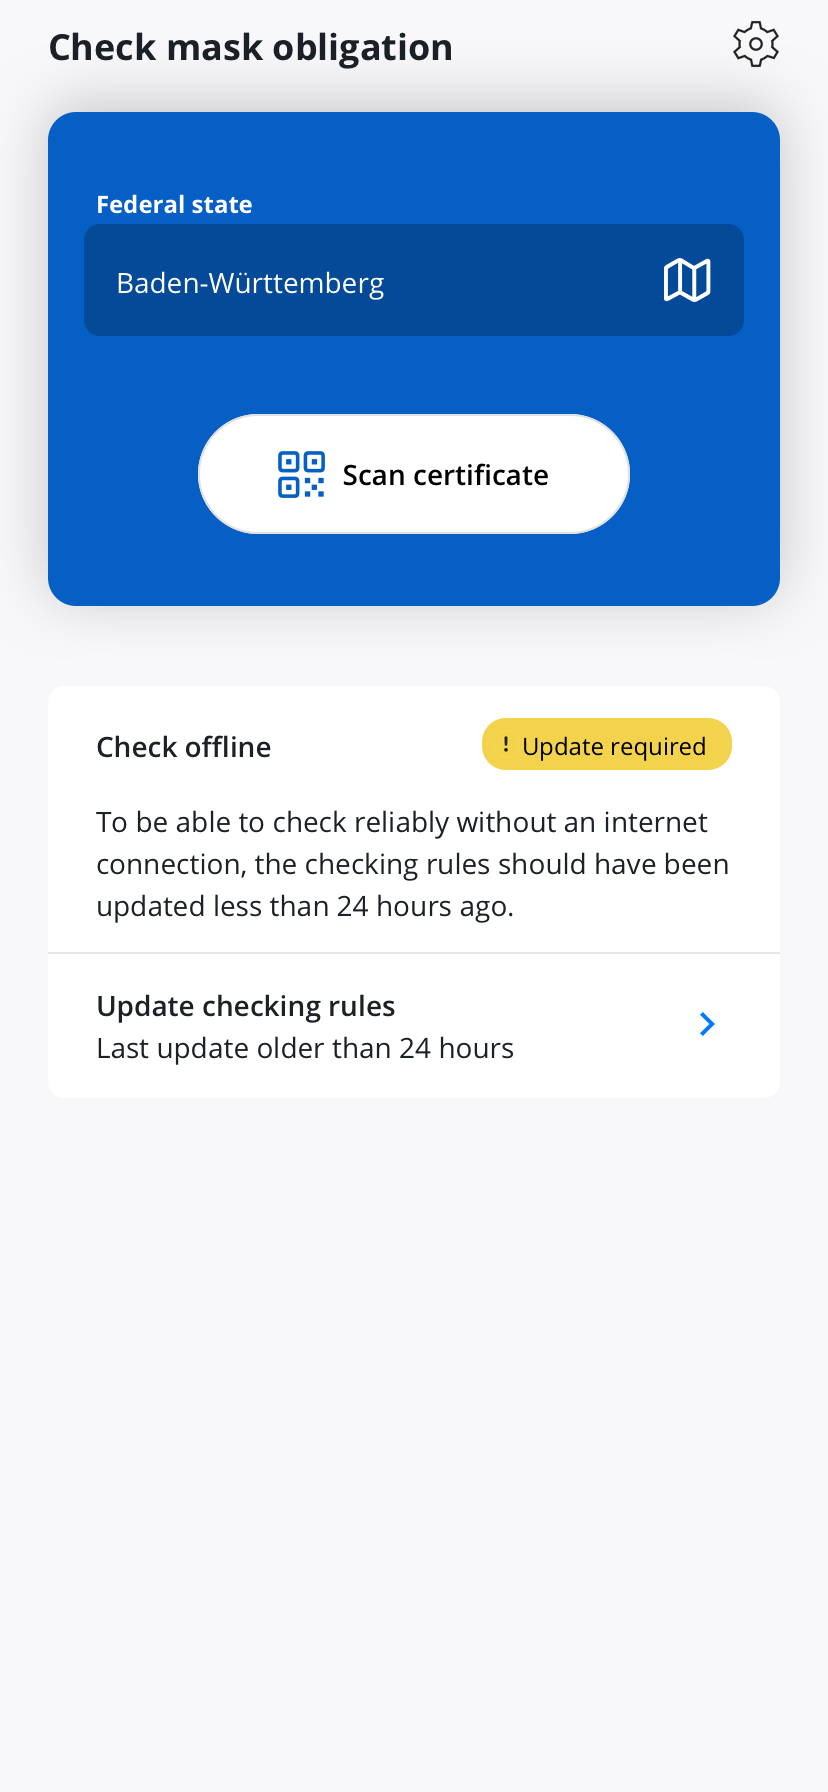 Check mask obligation
Federal state
Baden-Württemberg
Scan certificate
Check offline
! Update required
To be able to check reliably without an internet
connection, the checking rules should have been
updated less than 24 hours ago.
Update checking rules
Last update older than 24 hours